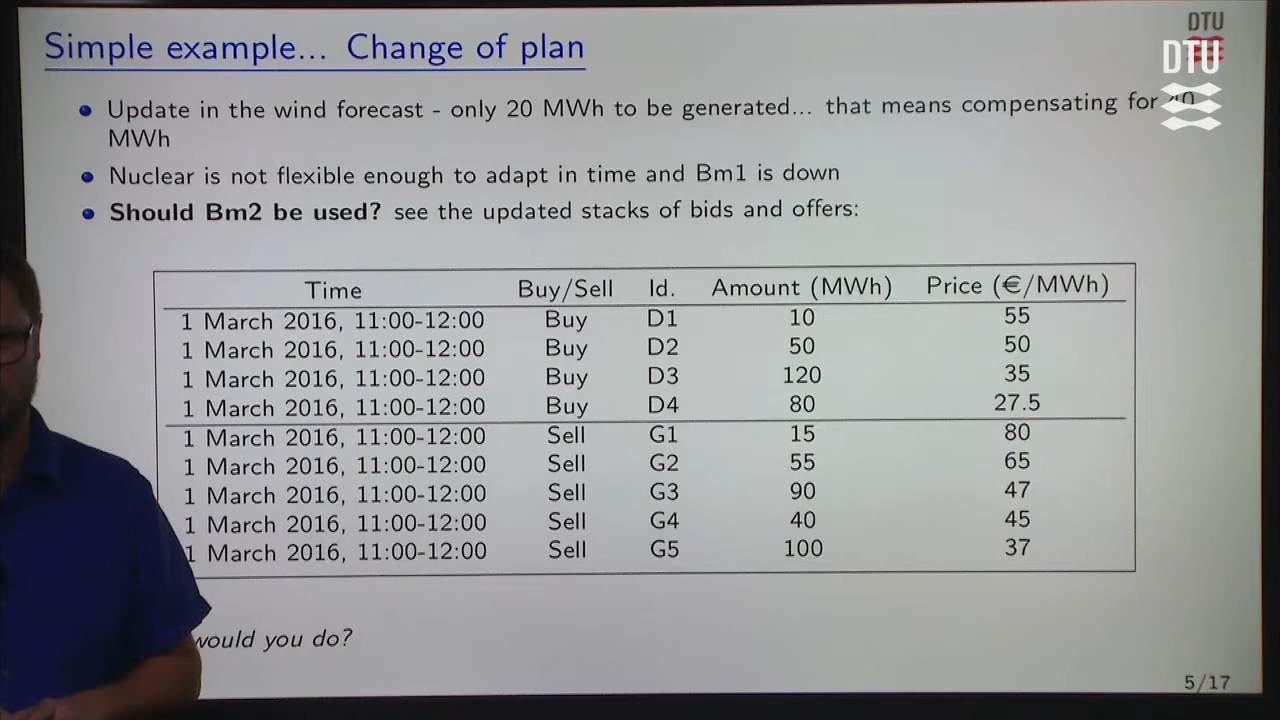 DTU
DTU
Simple example... Change of plan
Update in the wind forecast - only 20 MWh to be generated... that means compensating for
MWh
Nuclear is not flexible enough to adapt in time and Bm1 is down
Should Bm2 be used? see the updated stacks of bids and offers:
Time Buy/Sell Id. Amount (MWh) Price (€/MWh)
1 March 2016, 11:00-12:00 Buy D1 10 55
1 March 2016, 11:00-12:00 Buy D2 50 50
1 March 2016, 11:00-12:00 Buy D3 120 35
1 March 2016, 11:00-12:00 Buy D4 80 27.5
1 March 2016, 11:00-12:00 Sell G1 15 80
1 March 2016, 11:00-12:00 Sell G2 55 65
1 March 2016, 11:00-12:00 Sell G3 90 47
1 March 2016, 11:00-12:00 Sell G4 40 45
1 March 2016, 11:00-12:00 Sell G5 100 37
would you do?
5/17